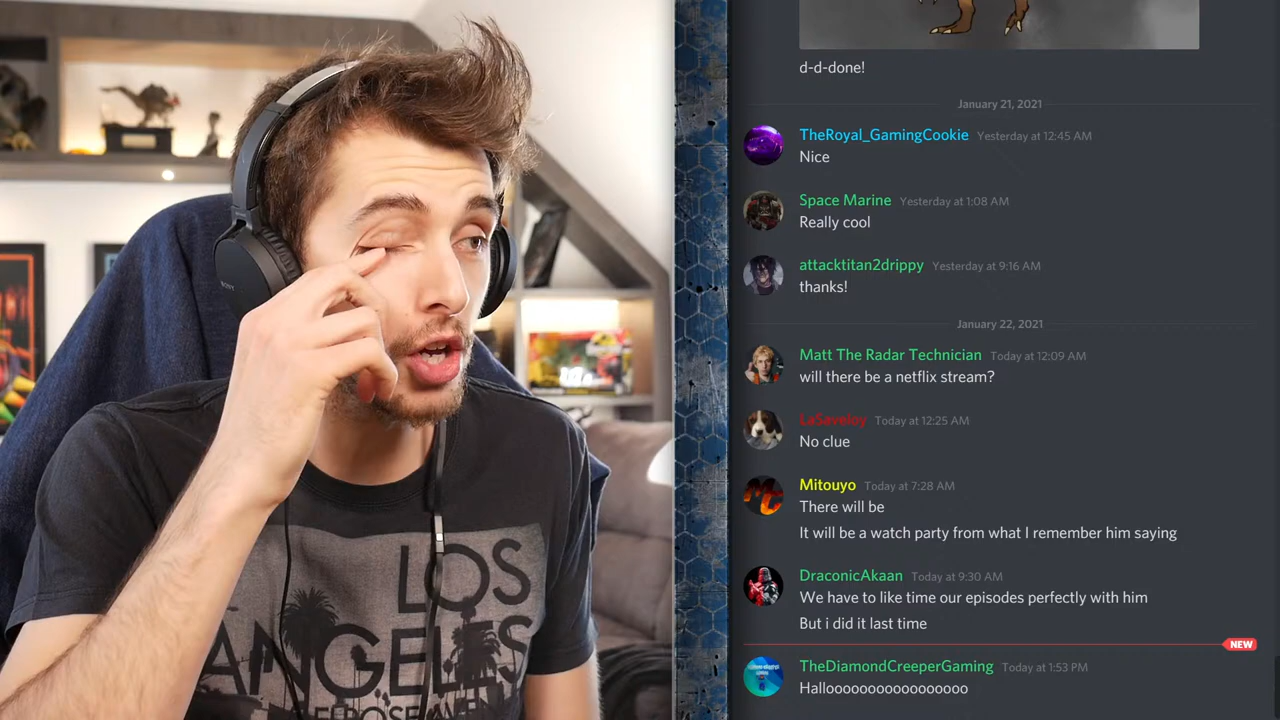 d-d-done!
January 21, 2021
TheRoyal_GamingCookie Yesterday at 12:45 AM
Nice
Space Marine Yesterday at 1:08 AM
Really cool
attacktitan2drippy Yesterday at 9:16 AM
thanks!
January 22, 2021
Matt The Radar Technician Today at 12:09 AM
will there be a netflix stream?
LaSaveloy Today at 12:25 AM
No clue
Mitouyo Today at 7:28 AM
There will be
It will be a watch party from what I remember him saying
DraconicAkaan Today at 9:30 AM
We have to like time our episodes perfectly with him
But i did it last time
NEW
TheDiamondCreeperGaming Today at 1:53 PM
Hallooooooooooooooooo
SONY
LOS
ANGELES